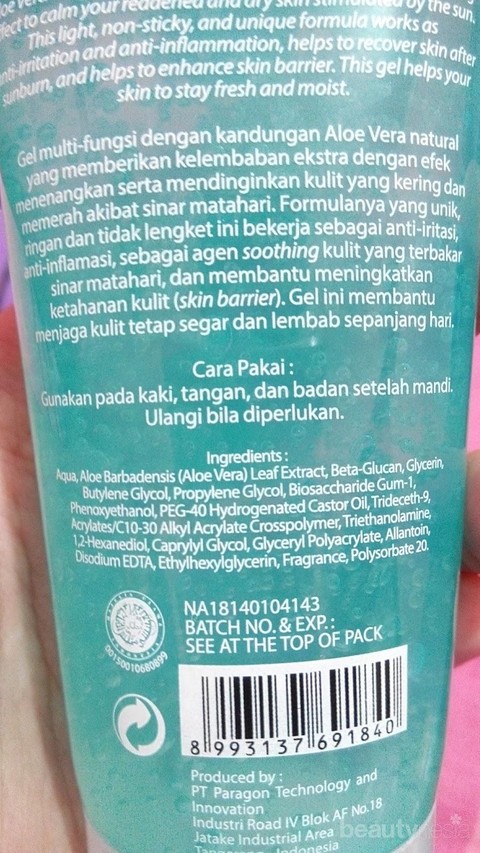 effect to calm your reddened and dry skin stimulated by the sun.
This light, non-sticky, and unique formula works as
anti-irritation and anti-inflammation, helps to recover skin after
sunburn, and helps to enhance skin barrier. This gel helps your
skin to stay fresh and moist.
Gel multi-fungsi dengan kandungan Aloe Vera natural
yang memberikan kelembaban ekstra dengan efek
menenangkan serta mendinginkan kulit yang kering dan
memerah akibat sinar matahari. Formulanya yang unik,
ringan dan tidak lengket ini bekerja sebagai anti-iritasi,
anti-inflamasi, sebagai agen soothing kulit yang terbakar
sinar matahari, dan membantu meningkatkan
ketahanan kulit (skin barrier). Gel ini membantu
menjaga kulit tetap segar dan lembab sepanjang hari.
Cara Pakai :
Gunakan pada kaki, tangan, dan badan setelah mandi.
Ulangi bila diperlukan.
Ingredients :
Aqua, Aloe Barbadensis (Aloe Vera) Leaf Extract, Beta-Glucan, Glycerin,
Butylene Glycol, Propylene Glycol, Biosaccharide Gum-1,
Phenoxyethanol, PEG-40 Hydrogenated Castor Oil, Trideceth-9,
Acrylates/C10-30 Alkyl Acrylate Crosspolymer, Triethanolamine,
1,2-Hexanediol, Caprylyl Glycol, Glyceryl Polyacrylate, Allantoin,
Disodium EDTA, Ethylhexylglycerin, Fragrance, Polysorbate 20.
NA18140104143
BATCH NO. & EXP. :
SEE AT THE TOP OF PACK
00150010680899
8 993137 691840
Produced by :
PT Paragon Technology and
Innovation
Industri Road IV Blok AF No.18
Jatake Industrial Area
Tangerang - Indonesia